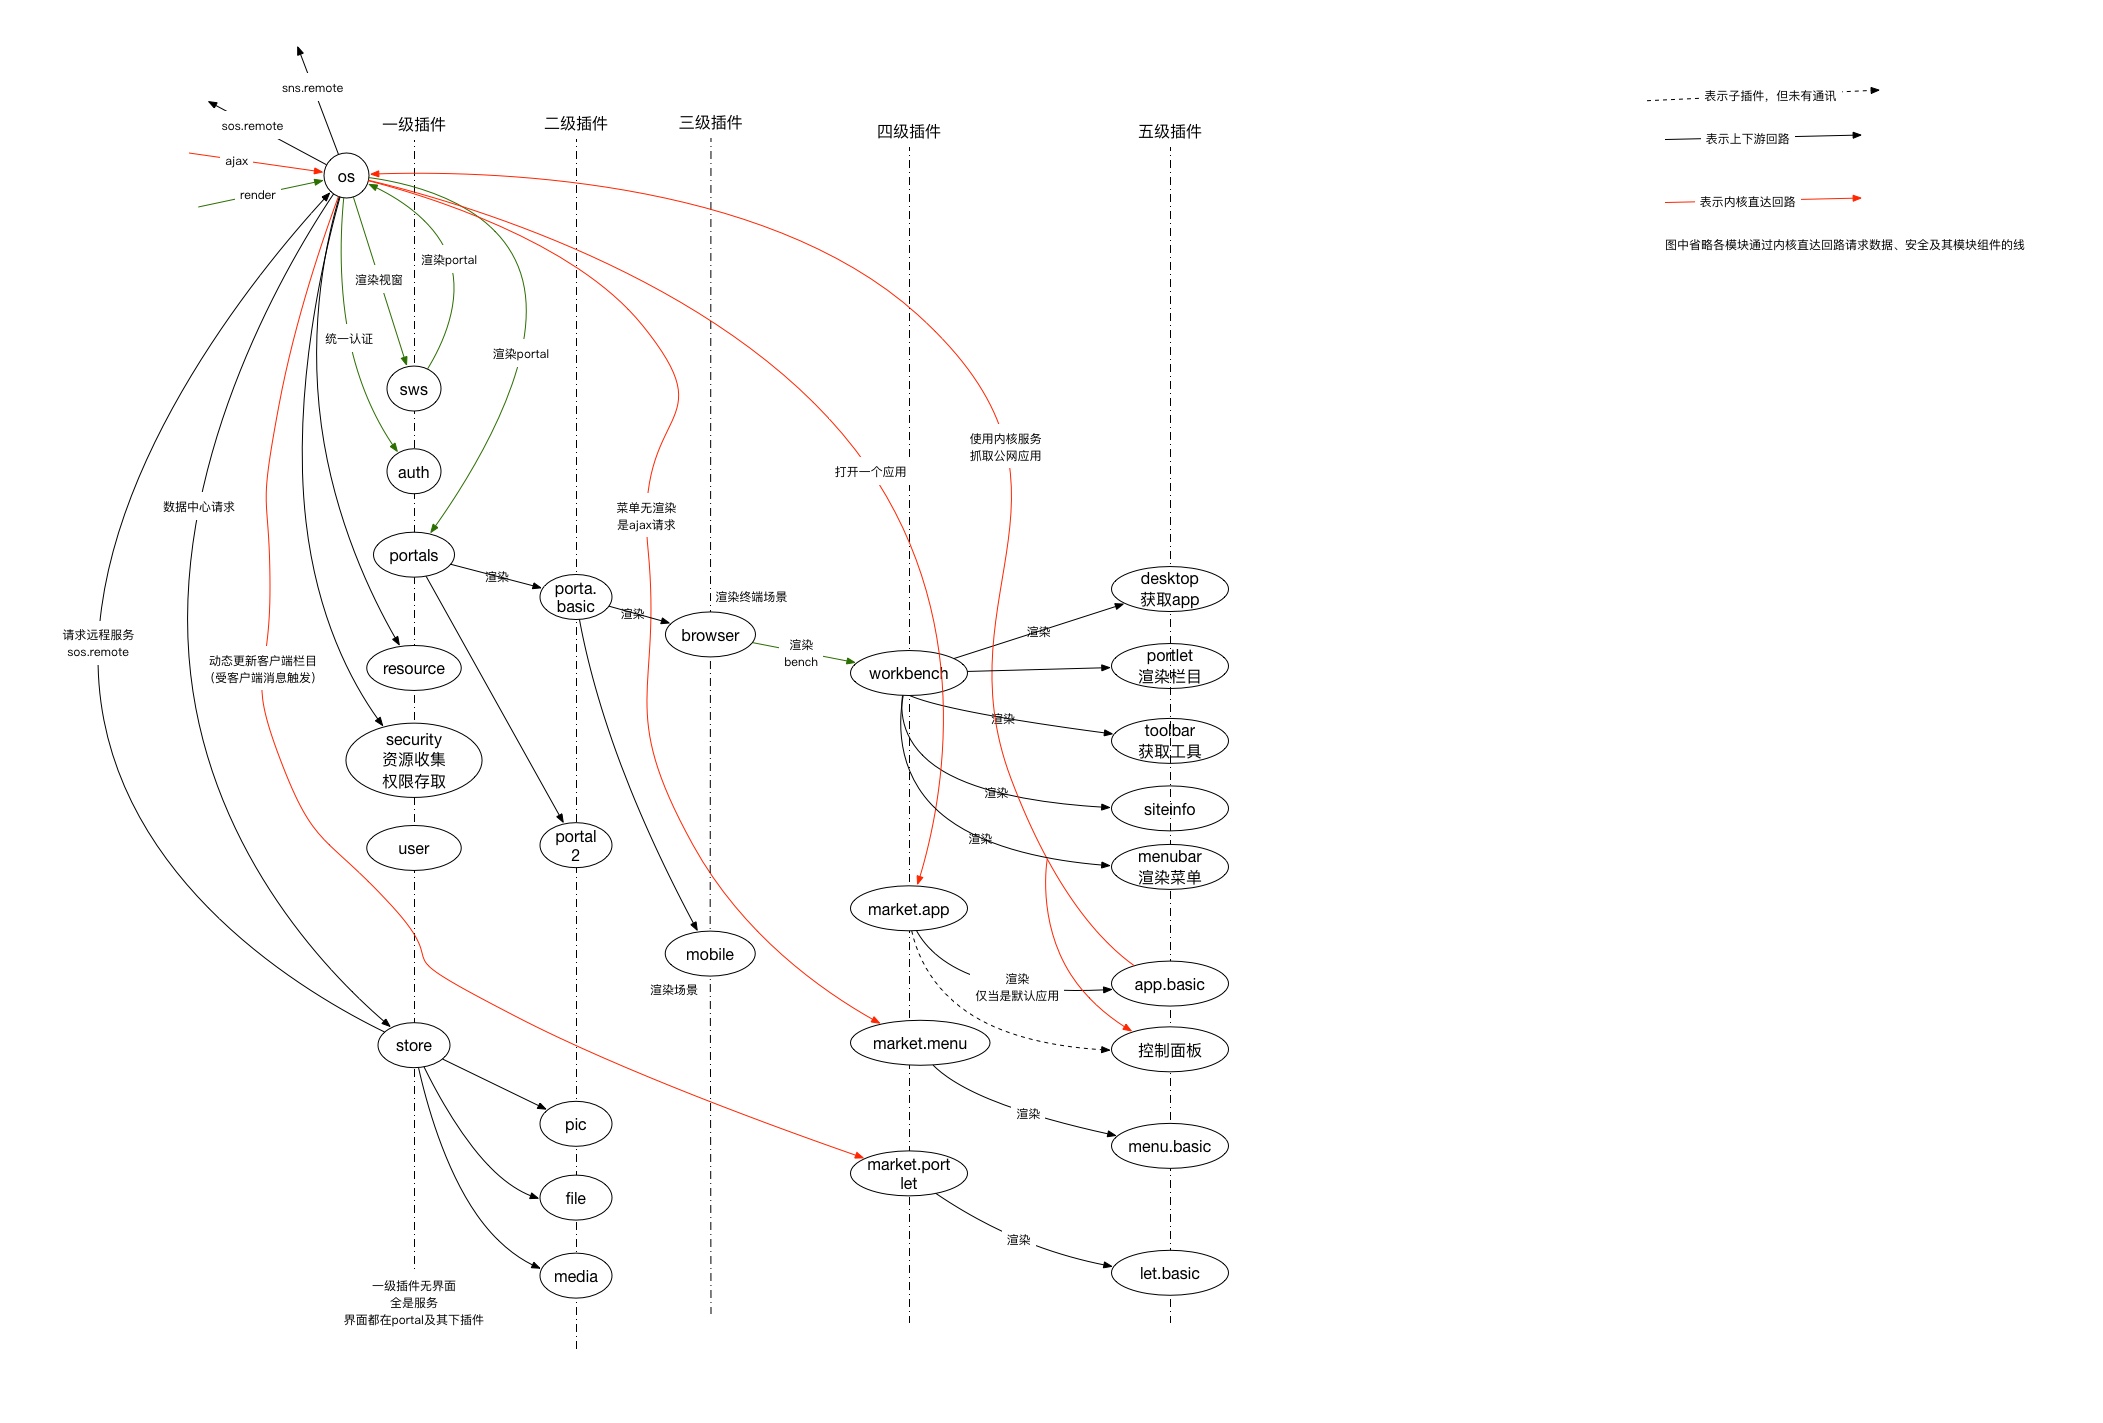 sns.remote
sos.remote
ajax
render
os
一级插件
二级插件
三级插件
四级插件
五级插件
表示子插件，但未有通讯
表示上下游回路
表示内核直达回路
图中省略各模块通过内核直达回路请求数据、安全及其模块组件的线
渲染portal
渲染视窗
统一认证
渲染portal
sws
auth
使用内核服务
抓取公网应用
打开一个应用
数据中心请求
菜单无渲染
是ajax请求
portals
渲染
porta.
basic
渲染
渲染终端场景
browser
渲染
bench
workbench
渲染
desktop
获取app
portlet
渲染栏目
渲染
toolbar
获取工具
渲染
siteinfo
渲染
menubar
渲染菜单
请求远程服务
sos.remote
动态更新客户端栏目
（受客户端消息触发）
resource
security
资源收集
权限存取
user
portal
2
market.app
mobile
渲染场景
渲染
仅当是默认应用
app.basic
store
market.menu
控制面板
pic
渲染
menu.basic
market.port
let
file
渲染
let.basic
media
一级插件无界面
全是服务
界面都在portal及其下插件